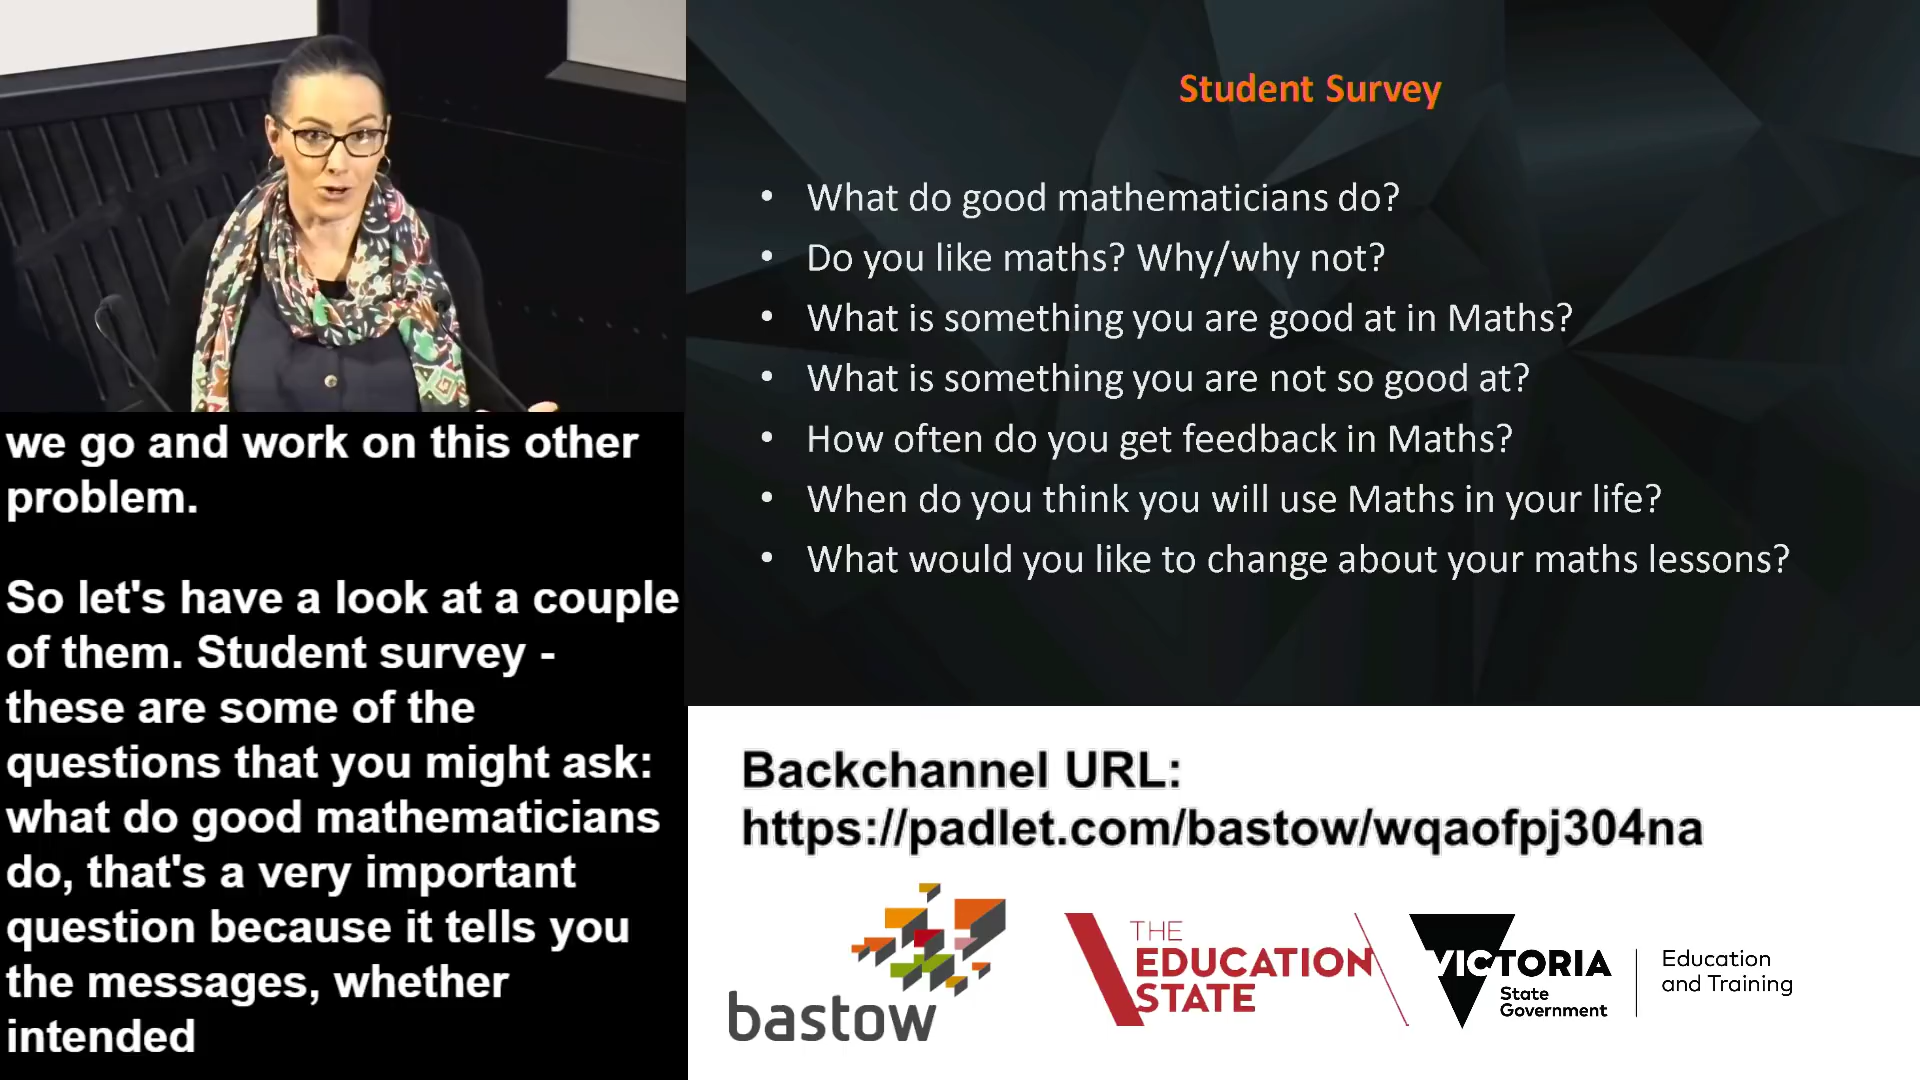 we go and work on this other
problem.
So let's have a look at a couple
of them. Student survey -
these are some of the
questions that you might ask:
what do good mathematicians
do, that's a very important
question because it tells you
the messages, whether
intended
Student Survey
• What do good mathematicians do?
• Do you like maths? Why/why not?
• What is something you are good at in Maths?
• What is something you are not so good at?
• How often do you get feedback in Maths?
• When do you think you will use Maths in your life?
• What would you like to change about your maths lessons?
Backchannel URL:
https://padlet.com/bastow/wqaofpj304na
bastow
THE
EDUCATION
STATE
VICTORIA
State
Government
Education
and Training